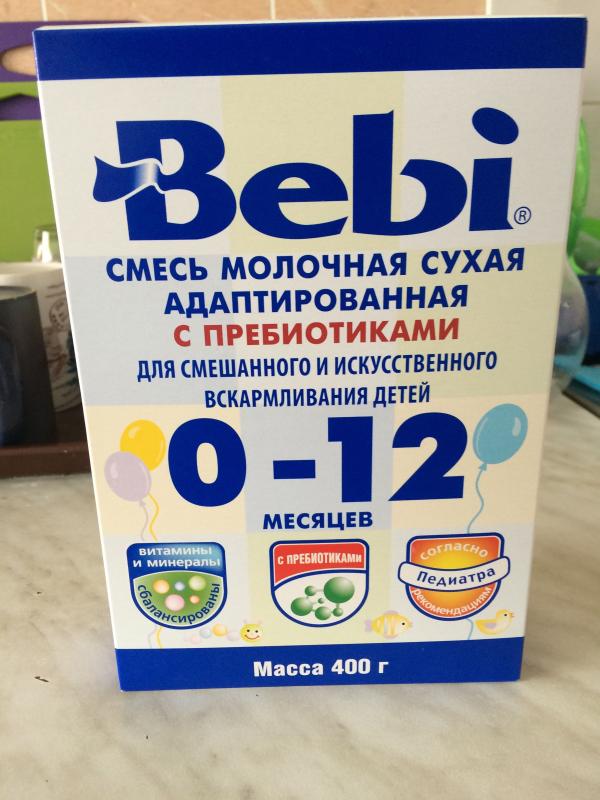 Bebi®
СМЕСЬ МОЛОЧНАЯ СУХАЯ
АДАПТИРОВАННАЯ
С ПРЕБИОТИКАМИ
ДЛЯ СМЕШАННОГО И ИСКУССТВЕННОГО
ВСКАРМЛИВАНИЯ ДЕТЕЙ
0-12
МЕСЯЦЕВ
витамины
и минералы
сбалансированы
С ПРЕБИОТИКАМИ
согласно
Педиатра
рекомендациям
Масса 400 г